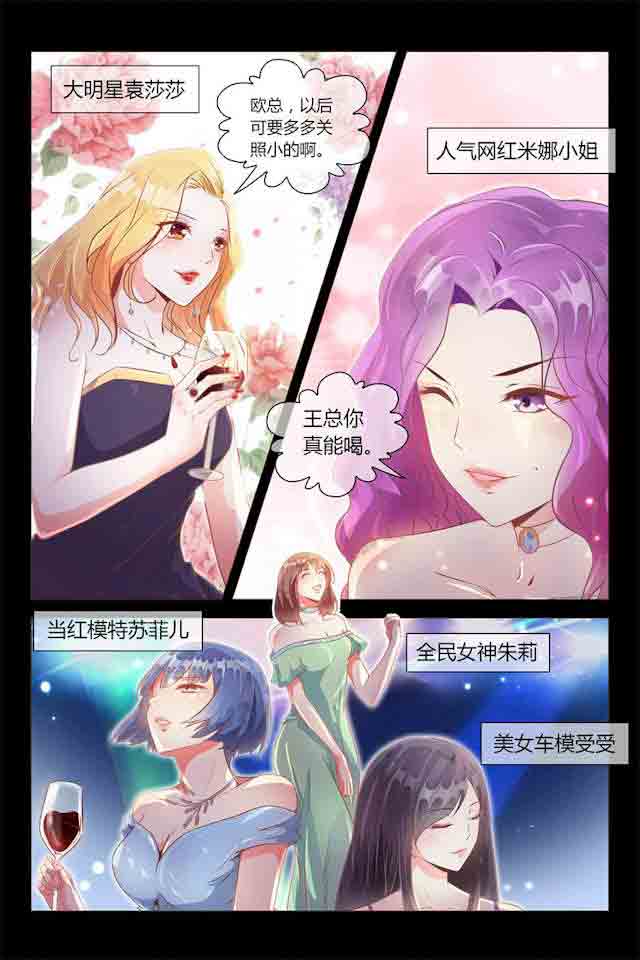 大明星袁莎莎
欧总，以后
可要多多关
照小的啊。
人气网红米娜小姐
王总你
真能喝。
当红模特苏菲儿
全民女神朱莉
美女车模受受